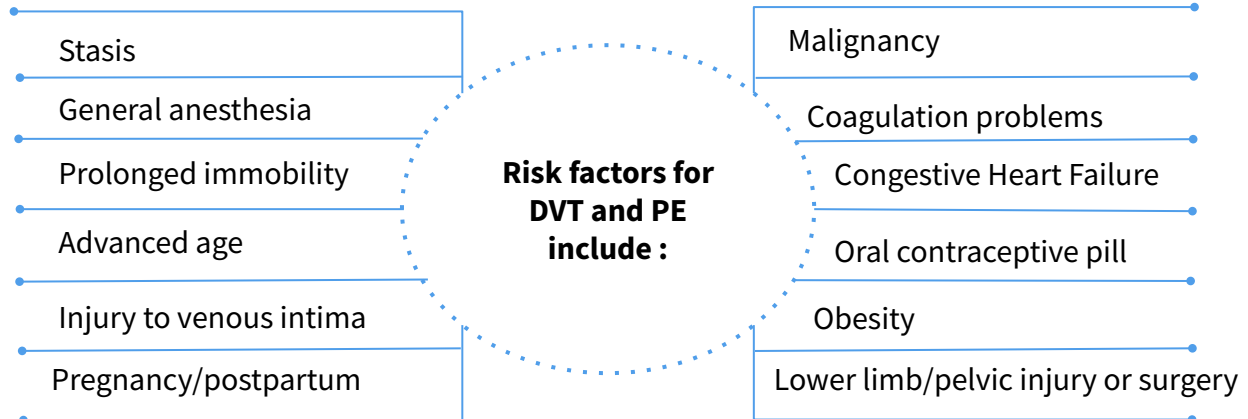 Stasis
General anesthesia
Prolonged immobility
Advanced age
Injury to venous intima
Pregnancy/postpartum
Risk factors for
DVT and PE
include :
Malignancy
Coagulation problems
Congestive Heart Failure
Oral contraceptive pill
Obesity
Lower limb/pelvic injury or surgery